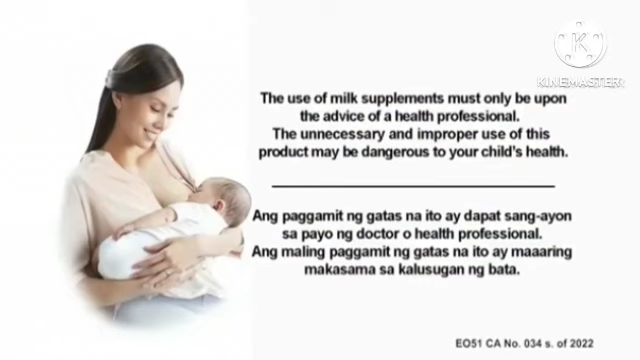 K
KINEMASTER
The use of milk supplements must only be upon
the advice of a health professional.
The unnecessary and improper use of this
product may be dangerous to your child's health.
Ang paggamit ng gatas na ito ay dapat sang-ayon
sa payo ng doctor o health professional.
Ang maling paggamit ng gatas na ito ay maaaring
makasama sa kalusugan ng bata.
EO51 CA No. 034 s. of 2022